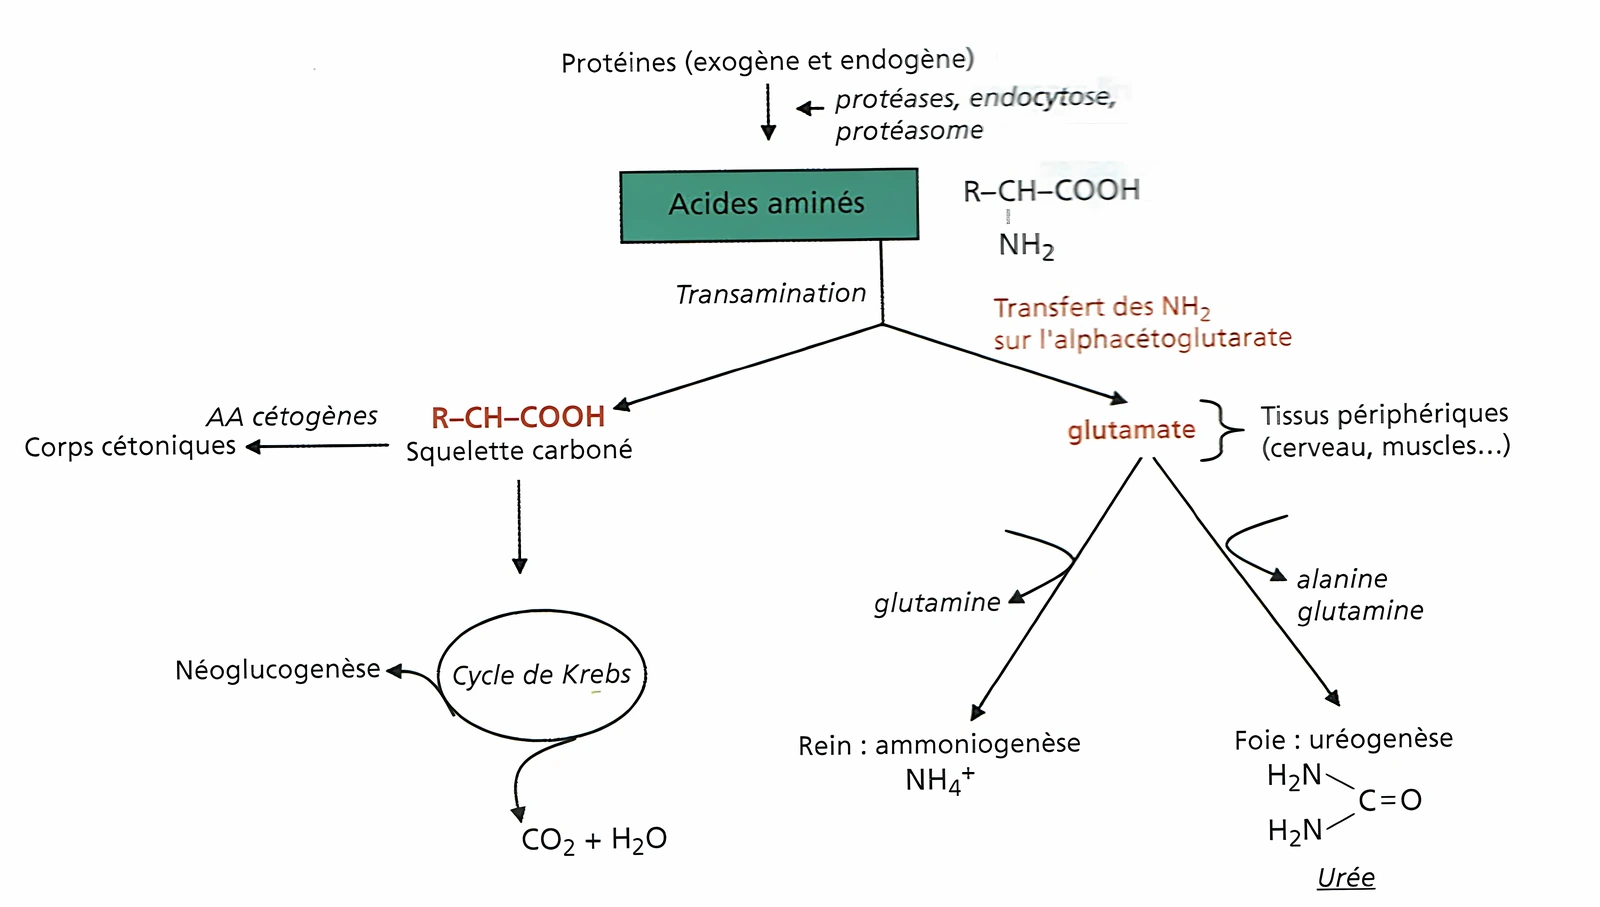 Protéines (exogène et endogène)
protéases, endocytose,
protéasome
Acides aminés
R–CH–COOH
NH2
Transamination
Transfert des NH2
sur l'alphacétoglutarate
AA cétogènes
Corps cétoniques
R–CH–COOH
Squelette carboné
glutamate
Tissus périphériques
(cerveau, muscles...)
glutamine
alanine
glutamine
Néoglucogenèse
Cycle de Krebs
CO2 + H2O
Rein : ammoniogenèse
NH4+
Foie : uréogenèse
H2N
C=O
H2N
Urée